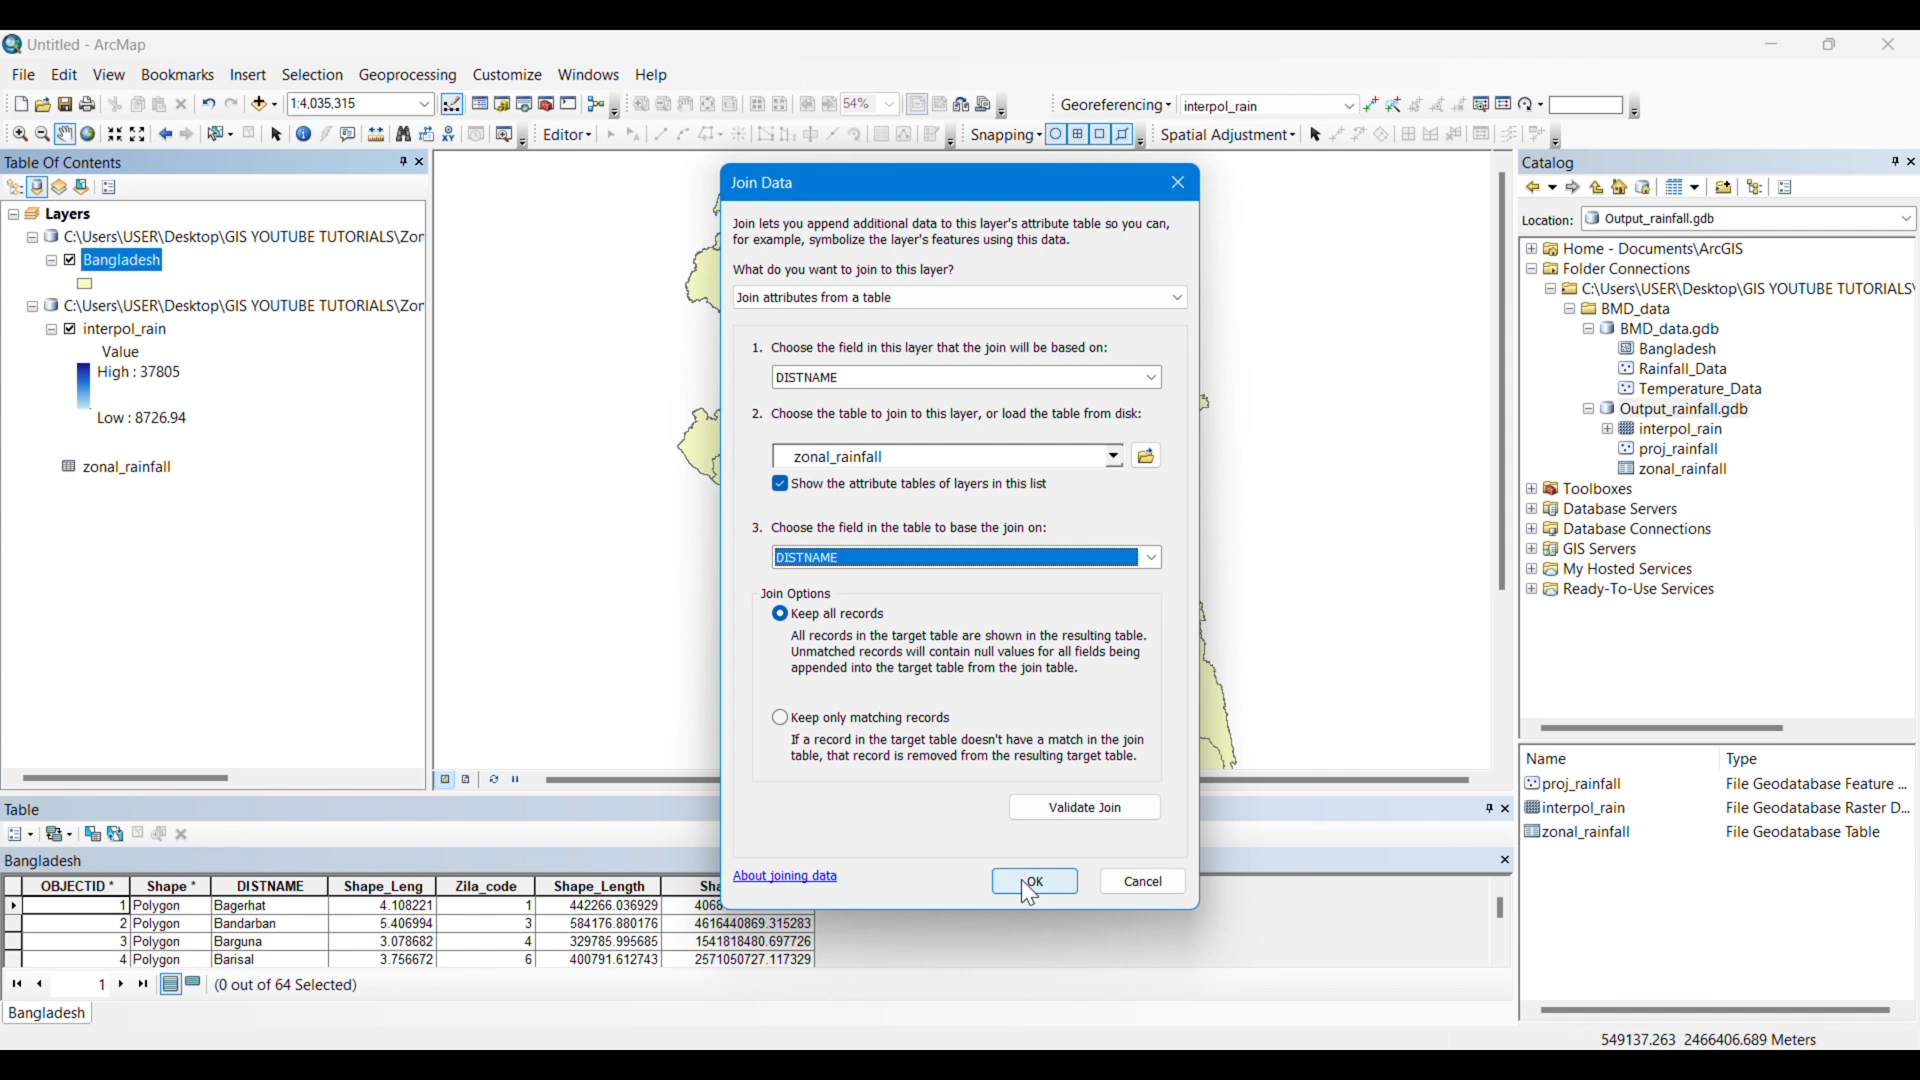 Untitled - ArcMap
File Edit View Bookmarks Insert Selection Geoprocessing Customize Windows Help
1:4,035,315
54%
Georeferencing
interpol_rain
Editor
Snapping
Spatial Adjustment
Table Of Contents
Layers
C:\Users\USER\Desktop\GIS YOUTUBE TUTORIALS\Zor
Bangladesh
C:\Users\USER\Desktop\GIS YOUTUBE TUTORIALS\Zor
interpol_rain
Value
High : 37805
Low : 8726.94
zonal_rainfall
Join Data
Join lets you append additional data to this layer's attribute table so you can,
for example, symbolize the layer's features using this data.
What do you want to join to this layer?
Join attributes from a table
1. Choose the field in this layer that the join will be based on:
DISTNAME
2. Choose the table to join to this layer, or load the table from disk:
zonal_rainfall
Show the attribute tables of layers in this list
3. Choose the field in the table to base the join on:
DISTNAME
Join Options
Keep all records
All records in the target table are shown in the resulting table.
Unmatched records will contain null values for all fields being
appended into the target table from the join table.
Keep only matching records
If a record in the target table doesn't have a match in the join
table, that record is removed from the resulting target table.
Validate Join
About joining data
OK
Cancel
Catalog
Location: Output_rainfall.gdb
Home - Documents\ArcGIS
Folder Connections
C:\Users\USER\Desktop\GIS YOUTUBE TUTORIALS\
BMD_data
BMD_data.gdb
Bangladesh
Rainfall_Data
Temperature_Data
Output_rainfall.gdb
interpol_rain
proj_rainfall
zonal_rainfall
Toolboxes
Database Servers
Database Connections
GIS Servers
My Hosted Services
Ready-To-Use Services
Name Type
proj_rainfall File Geodatabase Feature ...
interpol_rain File Geodatabase Raster D...
zonal_rainfall File Geodatabase Table
Table
Bangladesh
OBJECTID * Shape * DISTNAME Shape_Leng Zila_code Shape_Length Sha
1 Polygon Bagerhat 4.108221 1 442266.036929 4068
2 Polygon Bandarban 5.406994 3 584176.880176 4616440869.315283
3 Polygon Barguna 3.078682 4 329785.995685 1541818480.697726
4 Polygon Barisal 3.756672 6 400791.612743 2571050727.117329
1
(0 out of 64 Selected)
Bangladesh
549137.263 2466406.689 Meters